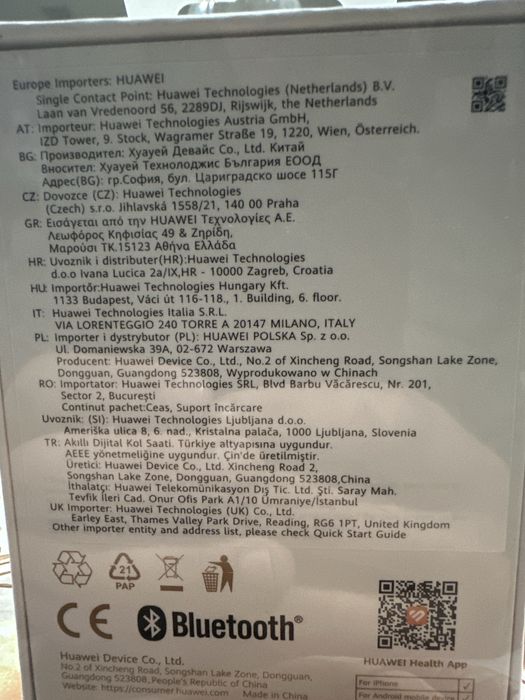 Europe Importers: HUAWEI
Single Contact Point: Huawei Technologies (Netherlands) B.V.
Laan van Vredenoord 56, 2289DJ, Rijswijk, the Netherlands
AT: Importeur: Huawei Technologies Austria GmbH,
IZD Tower, 9. Stock, Wagramer Straße 19, 1220, Wien, Österreich.
BG: Производител: Хуауей Девайс Co., Ltd. Китай
Вносител: Хуауей Технолоджис България ЕООД
Адрес(BG): гр.София, бул. Цариградско шосе 115Г
CZ: Dovozce (CZ): Huawei Technologies
(Czech) s.r.o. Jihlavská 1558/21, 140 00 Praha
GR: Εισάγεται από την HUAWEI Τεχνολογίες Α.Ε.
Λεωφόρος Κηφισίας 49 & Ζηρίδη,
Μαρούσι ΤΚ.15123 Αθήνα Ελλάδα
HR: Uvoznik i distributer(HR):Huawei Technologies
d.o.o Ivana Lucica 2a/IX,HR - 10000 Zagreb, Croatia
HU: Importőr:Huawei Technologies Hungary Kft.
1133 Budapest, Váci út 116-118., 1. Building, 6. floor.
IT: Huawei Technologies Italia S.R.L.
VIA LORENTEGGIO 240 TORRE A 20147 MILANO, ITALY
PL: Importer i dystrybutor (PL): HUAWEI POLSKA Sp. z o.o.
Ul. Domaniewska 39A, 02-672 Warszawa
Producent: Huawei Device Co., Ltd., No.2 of Xincheng Road, Songshan Lake Zone,
Dongguan, Guangdong 523808, Wyprodukowano w Chinach
RO: Importator: Huawei Technologies SRL, Blvd Barbu Văcărescu, Nr. 201,
Sector 2, București
Continut pachet:Ceas, Suport încărcare
Uvoznik: (SI): Huawei Technologies Ljubljana d.o.o.
Ameriška ulica 8, 6. nad., Kristalna palača, 1000 Ljubljana, Slovenia
TR: Akıllı Dijital Kol Saati. Türkiye altyapısına uygundur.
AEEE yönetmeliğine uygundur. Çin'de üretilmiştir.
Üretici: Huawei Device Co., Ltd. Xincheng Road 2,
Songshan Lake Zone, Dongguan, Guangdong 523808,China
İthalatçı: Huawei Telekomünikasyon Dış Tic. Ltd. Şti. Saray Mah.
Tevfik İleri Cad. Onur Ofis Park A1/10 Ümraniye/İstanbul
UK Importer: Huawei Technologies (UK) Co., Ltd.
Earley East, Thames Valley Park Drive, Reading, RG6 1PT, United Kingdom
Other importer entity and address list, please check Quick Start Guide
21
PAP
CE Bluetooth®
HUAWEI Health App
Huawei Device Co., Ltd.
No.2 of Xincheng Road, Songshan Lake Zone, Dongguan,
Guangdong 523808,People's Republic of China
Website: https://consumer.huawei.com Made in China
For iPhone
For Android mobile device